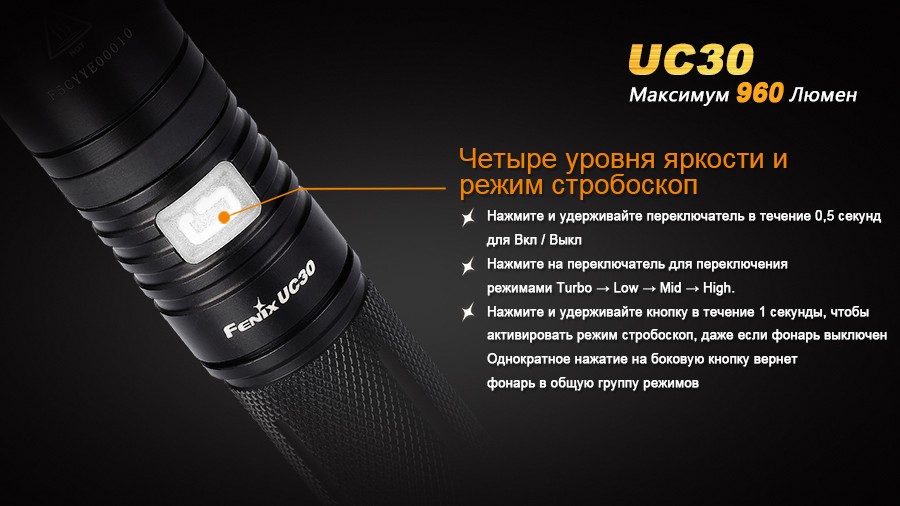 HOT
F5CYYE00010
UC30
Максимум 960 Люмен
Четыре уровня яркости и
режим стробоскоп
Нажмите и удерживайте переключатель в течение 0,5 секунд
для Вкл / Выкл
Нажмите на переключатель для переключения
режимами Turbo → Low → Mid → High.
Нажмите и удерживайте кнопку в течение 1 секунды, чтобы
активировать режим стробоскоп, даже если фонарь выключен
Однократное нажатие на боковую кнопку вернет
фонарь в общую группу режимов
FENIX UC30